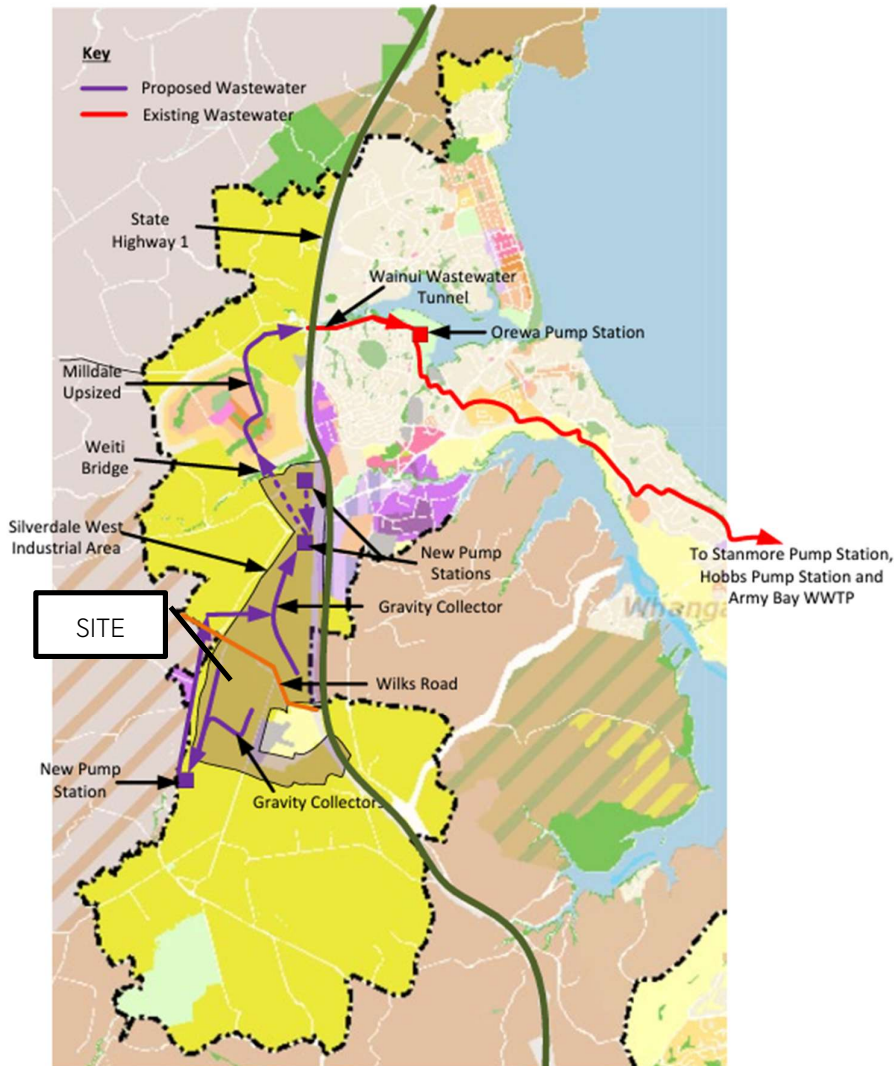 Key
Proposed Wastewater
Existing Wastewater
State
Highway 1
Wainui Wastewater
Tunnel
Orewa Pump Station
Milldale
Upsized
Weiti
Bridge
Silverdale West
Industrial Area
New Pump
Stations
To Stanmore Pump Station,
Hobbs Pump Station and
Army Bay WWTP
Gravity Collector
Whanga
SITE
Wilks Road
New Pump
Station
Gravity Collectors